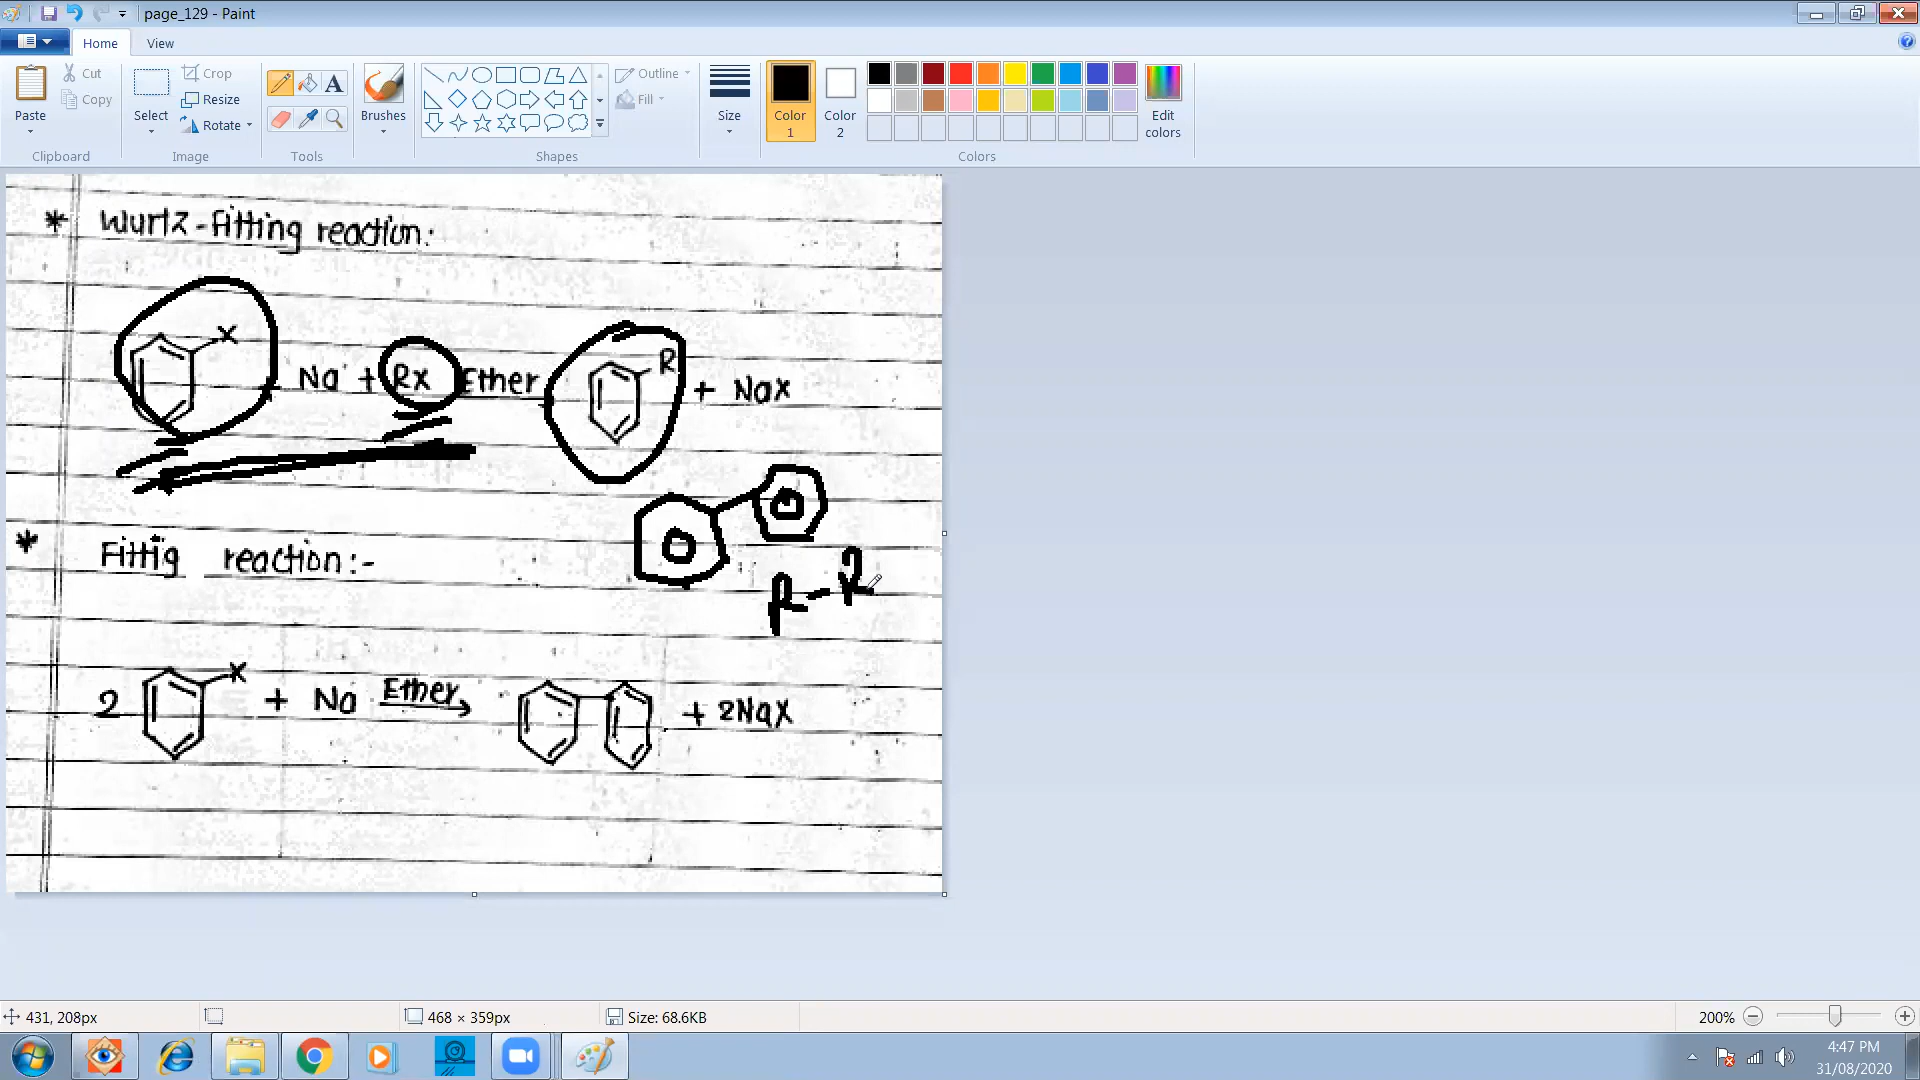 page_129 - Paint
Home View
Paste
Cut
Copy
Clipboard
Select
Crop
Resize
Rotate
Image
A
Tools
Brushes
Outline
Fill
Shapes
Size
Color 1
Color 2
Edit colors
Colors
* Wurtz-Fitting reaction:
X
+ Na + Rx Ether R + Nax
* Fittig reaction:-
R-R
2 X + Na Ether + 2NaX
431, 208px
468 × 359px
Size: 68.6KB
200%
4:47 PM
31/08/2020